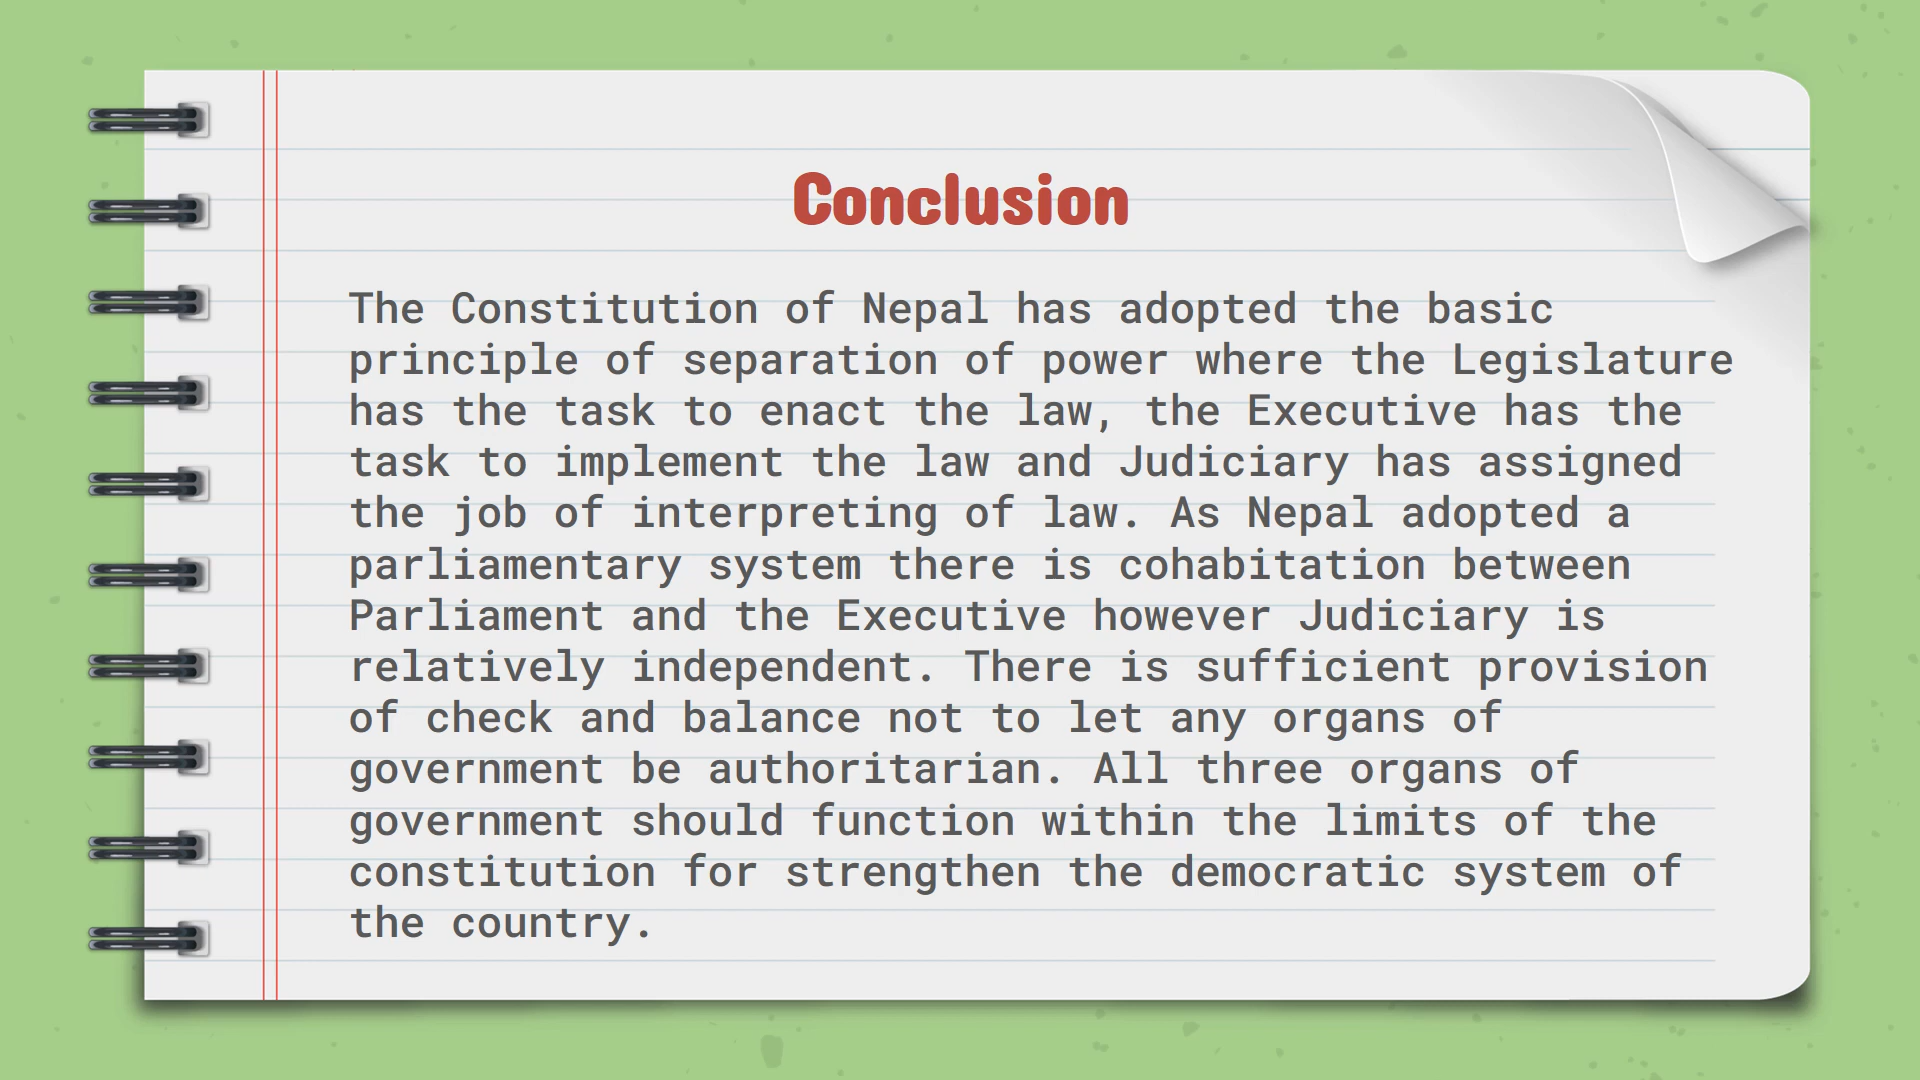 Conclusion
The Constitution of Nepal has adopted the basic
principle of separation of power where the Legislature
has the task to enact the law, the Executive has the
task to implement the law and Judiciary has assigned
the job of interpreting of law. As Nepal adopted a
parliamentary system there is cohabitation between
Parliament and the Executive however Judiciary is
relatively independent. There is sufficient provision
of check and balance not to let any organs of
government be authoritarian. All three organs of
government should function within the limits of the
constitution for strengthen the democratic system of
the country.